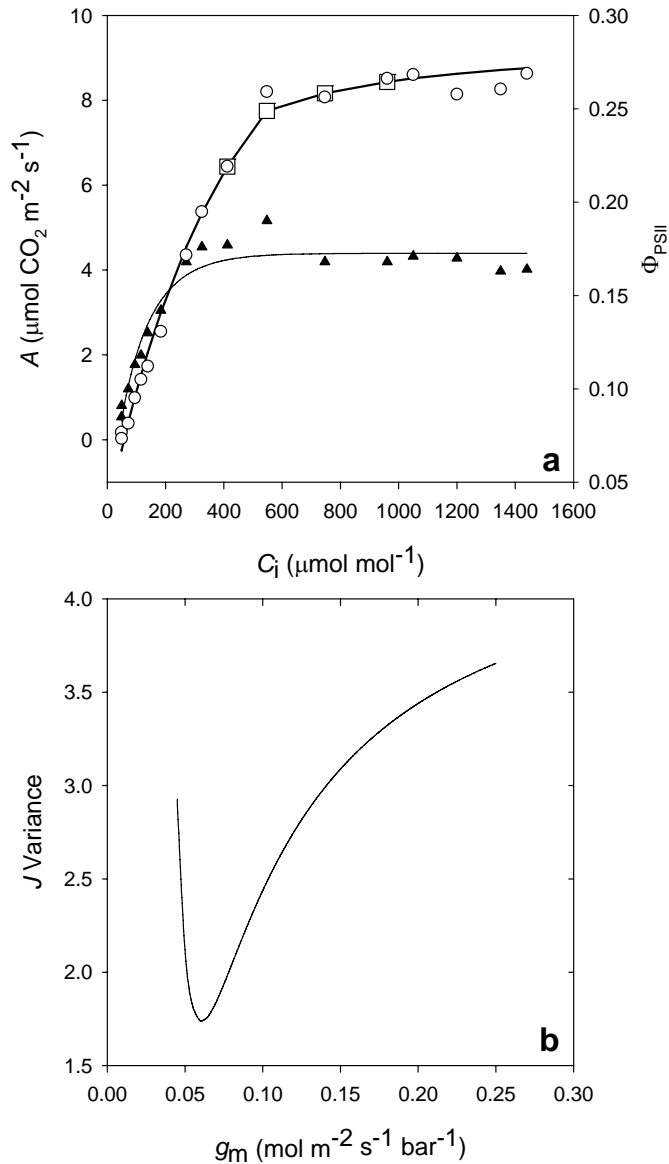 10
8
6
4
2
0
A (μmol CO2 m-2 s-1)
0.30
0.25
0.20
0.15
0.10
0.05
ΦPSII
a
0 200 400 600 800 1000 1200 1400 1600
Ci (μmol mol-1)
4.0
3.5
3.0
2.5
2.0
1.5
J Variance
b
0.00 0.05 0.10 0.15 0.20 0.25 0.30
gm (mol m-2 s-1 bar-1)